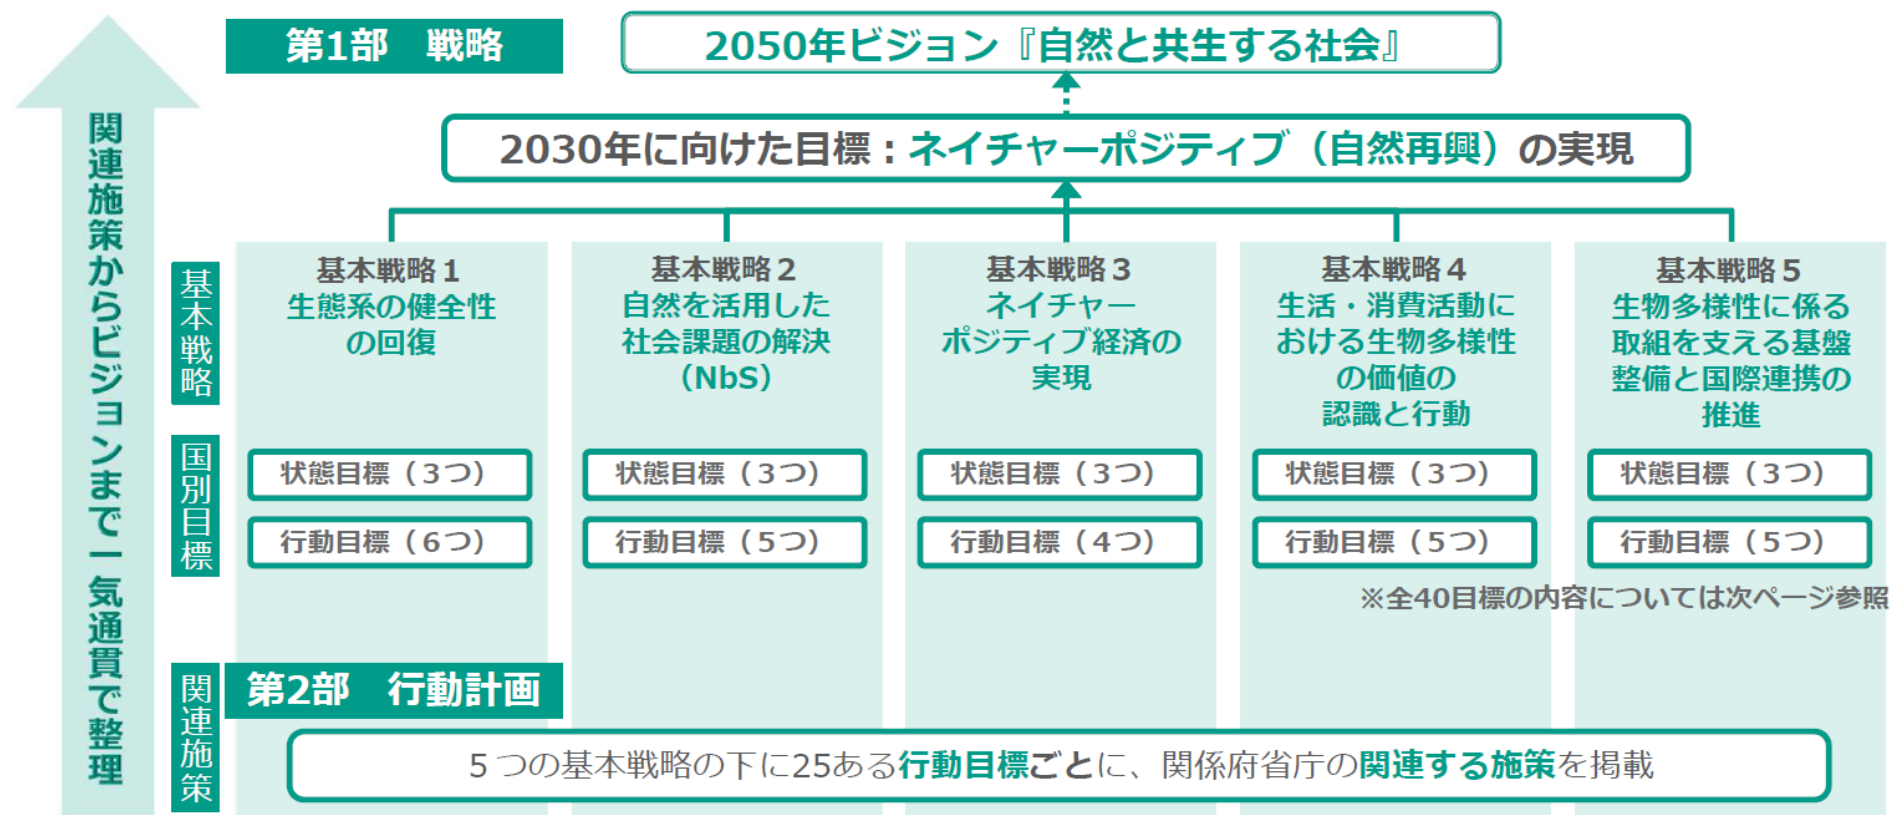 第1部　戦略
2050年ビジョン『自然と共生する社会』
2030年に向けた目標：ネイチャーポジティブ（自然再興）の実現
関連施策からビジョンまで一気通貫で整理
基本戦略
基本戦略１
生態系の健全性
の回復
基本戦略２
自然を活用した
社会課題の解決
（NbS）
基本戦略３
ネイチャー
ポジティブ経済の
実現
基本戦略４
生活・消費活動に
おける生物多様性
の価値の
認識と行動
基本戦略５
生物多様性に係る
取組を支える基盤
整備と国際連携の
推進
国別目標
状態目標（３つ）
状態目標（３つ）
状態目標（３つ）
状態目標（３つ）
状態目標（３つ）
行動目標（６つ）
行動目標（５つ）
行動目標（４つ）
行動目標（５つ）
行動目標（５つ）
※全40目標の内容については次ページ参照
関連施策
第2部　行動計画
５つの基本戦略の下に25ある行動目標ごとに、関係府省庁の関連する施策を掲載